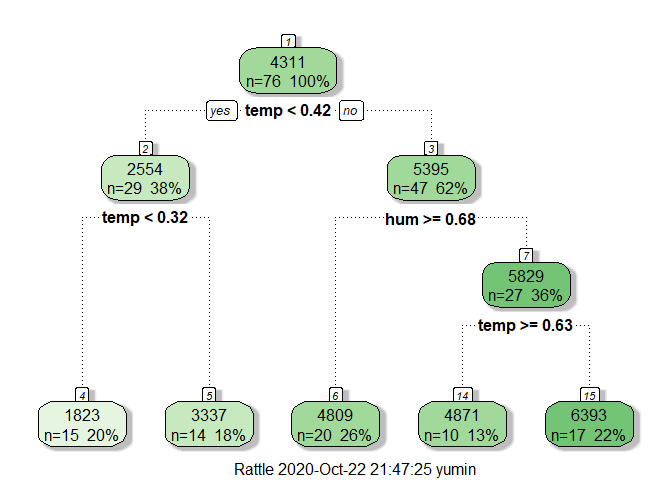 1
4311
n=76 100%
yes temp < 0.42 no
2
2554
n=29 38%
3
5395
n=47 62%
temp < 0.32
hum >= 0.68
7
5829
n=27 36%
temp >= 0.63
4
1823
n=15 20%
5
3337
n=14 18%
6
4809
n=20 26%
14
4871
n=10 13%
15
6393
n=17 22%
Rattle 2020-Oct-22 21:47:25 yumin